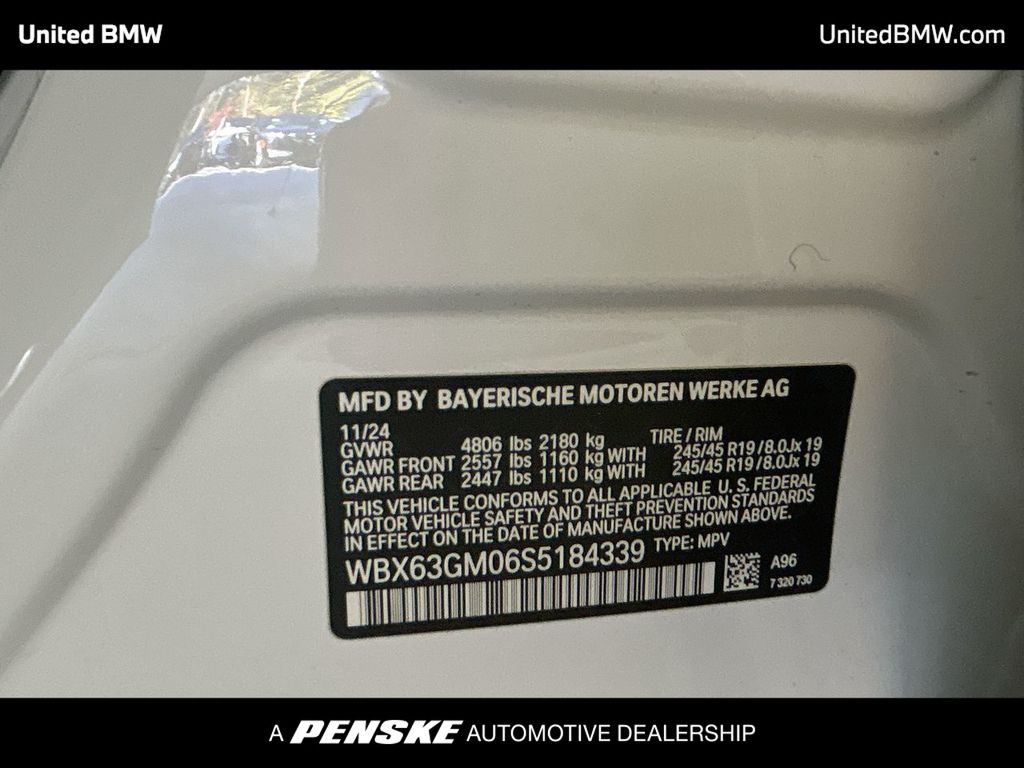 United BMW
UnitedBMW.com
MFD BY BAYERISCHE MOTOREN WERKE AG
11/24
GVWR 4806 lbs 2180 kg TIRE / RIM
GAWR FRONT 2557 lbs 1160 kg WITH 245/45 R19 /8.0Jx 19
GAWR REAR 2447 lbs 1110 kg WITH 245/45 R19 /8.0Jx 19
THIS VEHICLE CONFORMS TO ALL APPLICABLE U. S. FEDERAL
MOTOR VEHICLE SAFETY AND THEFT PREVENTION STANDARDS
IN EFFECT ON THE DATE OF MANUFACTURE SHOWN ABOVE.
WBX63GM06S5184339 TYPE: MPV
A96
7 320 730
A PENSKE AUTOMOTIVE DEALERSHIP